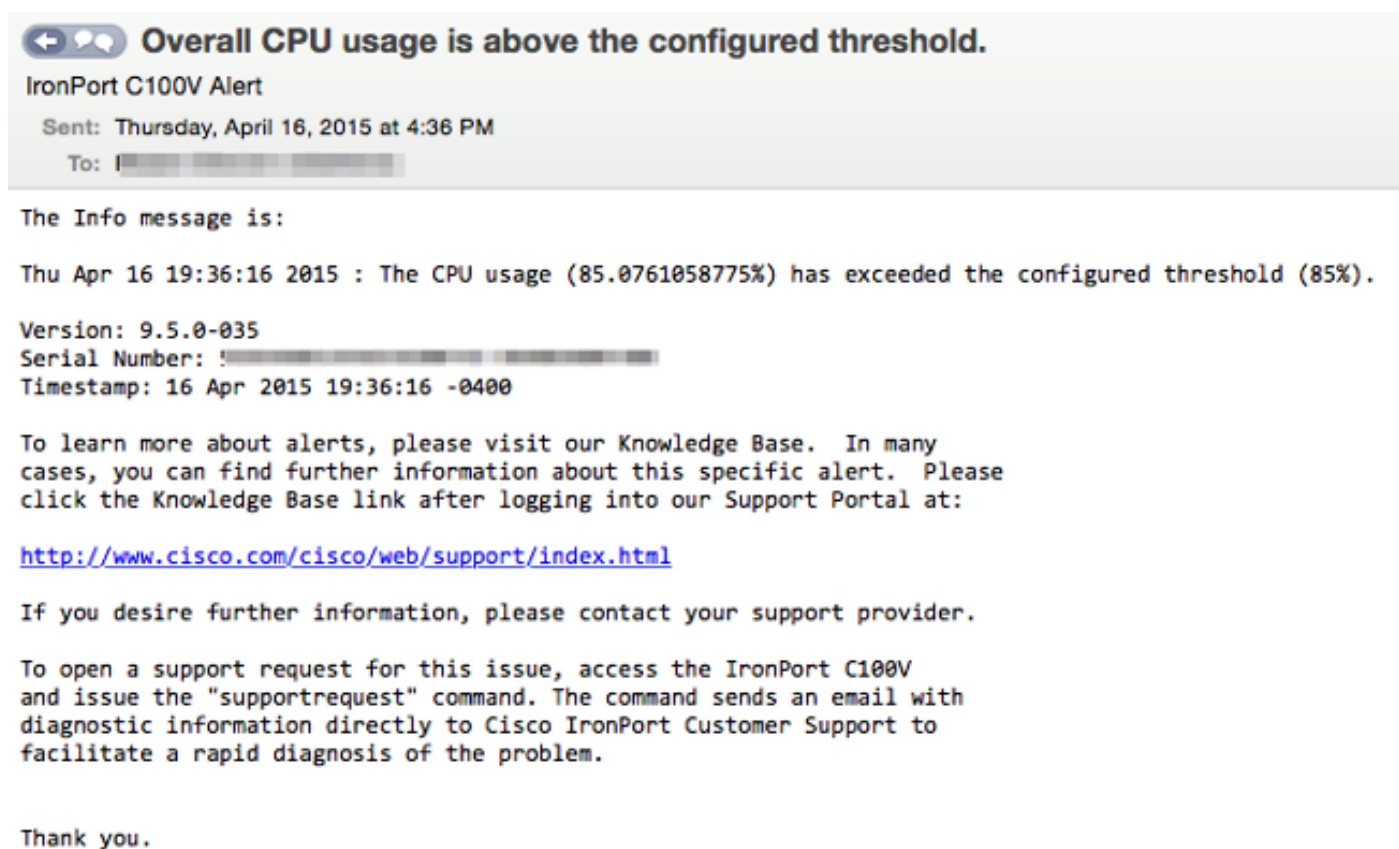 Overall CPU usage is above the configured threshold.
IronPort C100V Alert
Sent: Thursday, April 16, 2015 at 4:36 PM
To:
The Info message is:
Thu Apr 16 19:36:16 2015 : The CPU usage (85.0761058775%) has exceeded the configured threshold (85%).
Version: 9.5.0-035
Serial Number:
Timestamp: 16 Apr 2015 19:36:16 -0400
To learn more about alerts, please visit our Knowledge Base.  In many
cases, you can find further information about this specific alert.  Please
click the Knowledge Base link after logging into our Support Portal at:
http://www.cisco.com/cisco/web/support/index.html
If you desire further information, please contact your support provider.
To open a support request for this issue, access the IronPort C100V
and issue the "supportrequest" command. The command sends an email with
diagnostic information directly to Cisco IronPort Customer Support to
facilitate a rapid diagnosis of the problem.
Thank you.